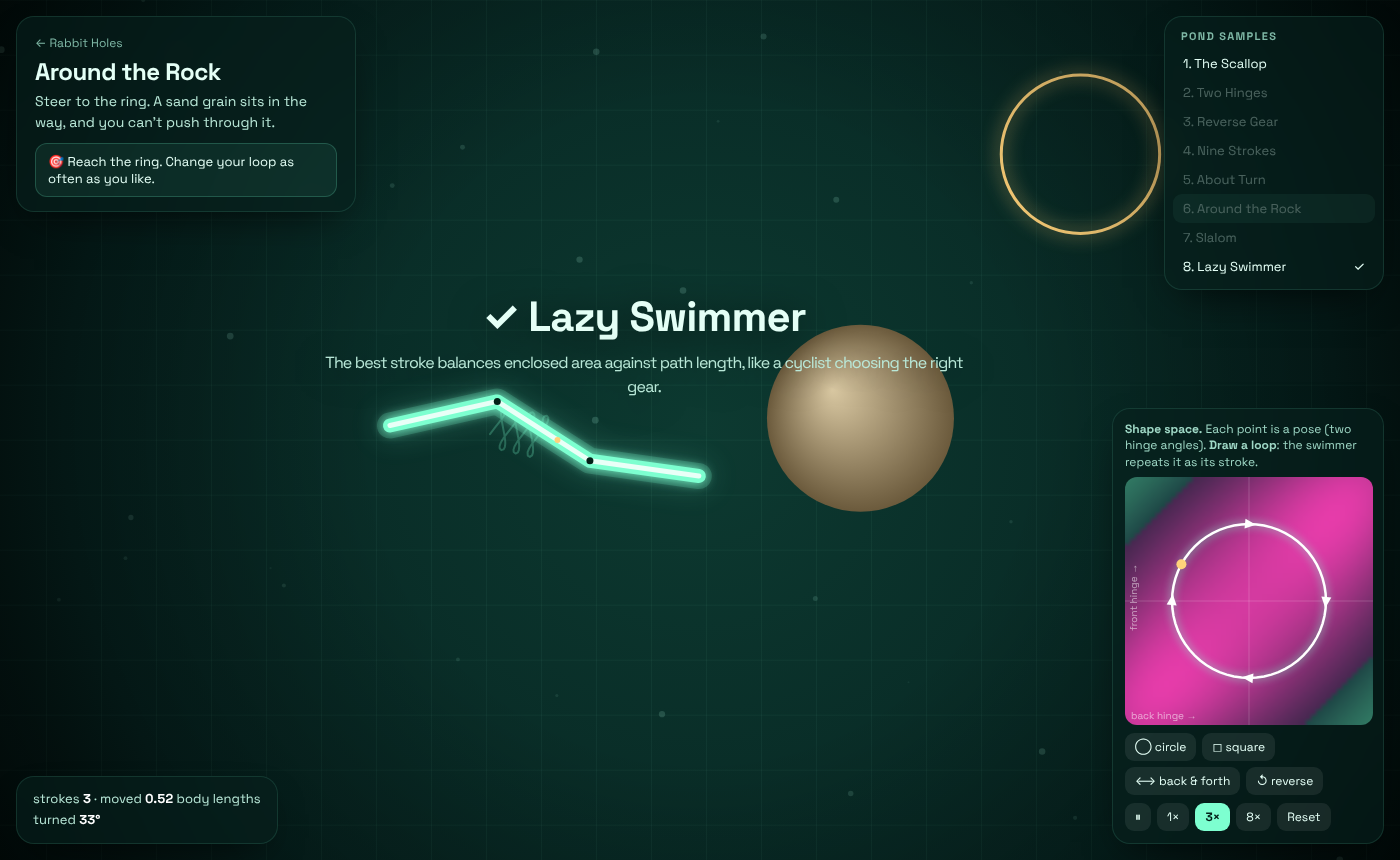 ← Rabbit Holes
Around the Rock
Steer to the ring. A sand grain sits in the
way, and you can't push through it.
🎯 Reach the ring. Change your loop as
often as you like.
POND SAMPLES
1. The Scallop
2. Two Hinges
3. Reverse Gear
4. Nine Strokes
5. About Turn
6. Around the Rock
7. Slalom
8. Lazy Swimmer ✓
✓ Lazy Swimmer
The best stroke balances enclosed area against path length, like a cyclist choosing the right
gear.
Shape space. Each point is a pose (two
hinge angles). Draw a loop: the swimmer
repeats it as its stroke.
front hinge →
back hinge →
◯ circle □ square
⟷ back & forth ↺ reverse
⏸ 1× 3× 8× Reset
strokes 3 · moved 0.52 body lengths
turned 33°